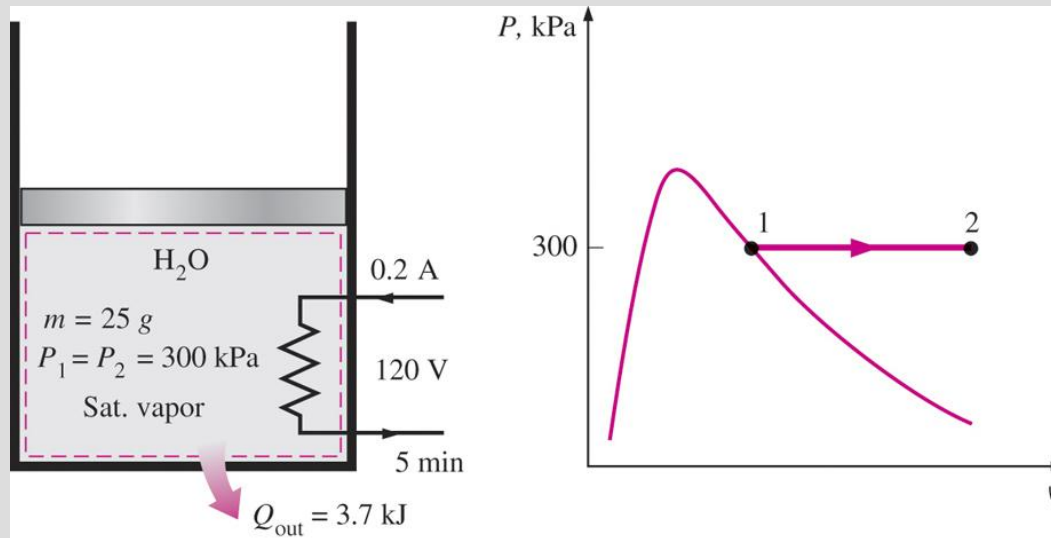 H₂O
m = 25 g
P₁ = P₂ = 300 kPa
Sat. vapor
0.2 A
120 V
5 min
Q_out = 3.7 kJ
P, kPa
300
1
2